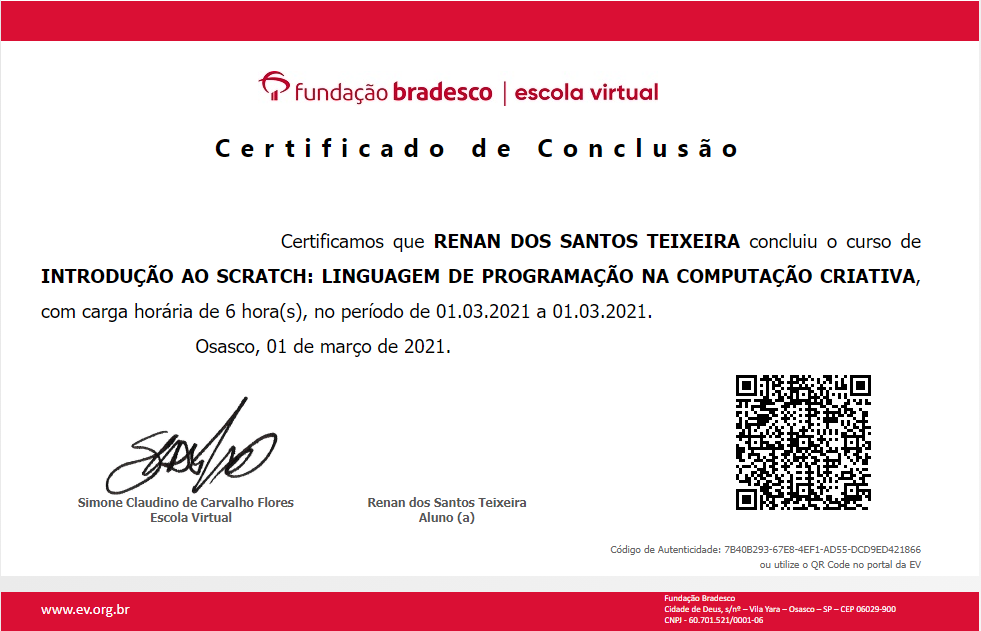 fundação bradesco | escola virtual
Certificado de Conclusão
Certificamos que RENAN DOS SANTOS TEIXEIRA concluiu o curso de
INTRODUÇÃO AO SCRATCH: LINGUAGEM DE PROGRAMAÇÃO NA COMPUTAÇÃO CRIATIVA,
com carga horária de 6 hora(s), no período de 01.03.2021 a 01.03.2021.
Osasco, 01 de março de 2021.
Simone Claudino de Carvalho Flores
Escola Virtual
Renan dos Santos Teixeira
Aluno (a)
Código de Autenticidade: 7B40B293-67E8-4EF1-AD55-DCD9ED421866
ou utilize o QR Code no portal da EV
www.ev.org.br
Fundação Bradesco
Cidade de Deus, s/nº – Vila Yara – Osasco – SP – CEP 06029-900
CNPJ - 60.701.521/0001-06